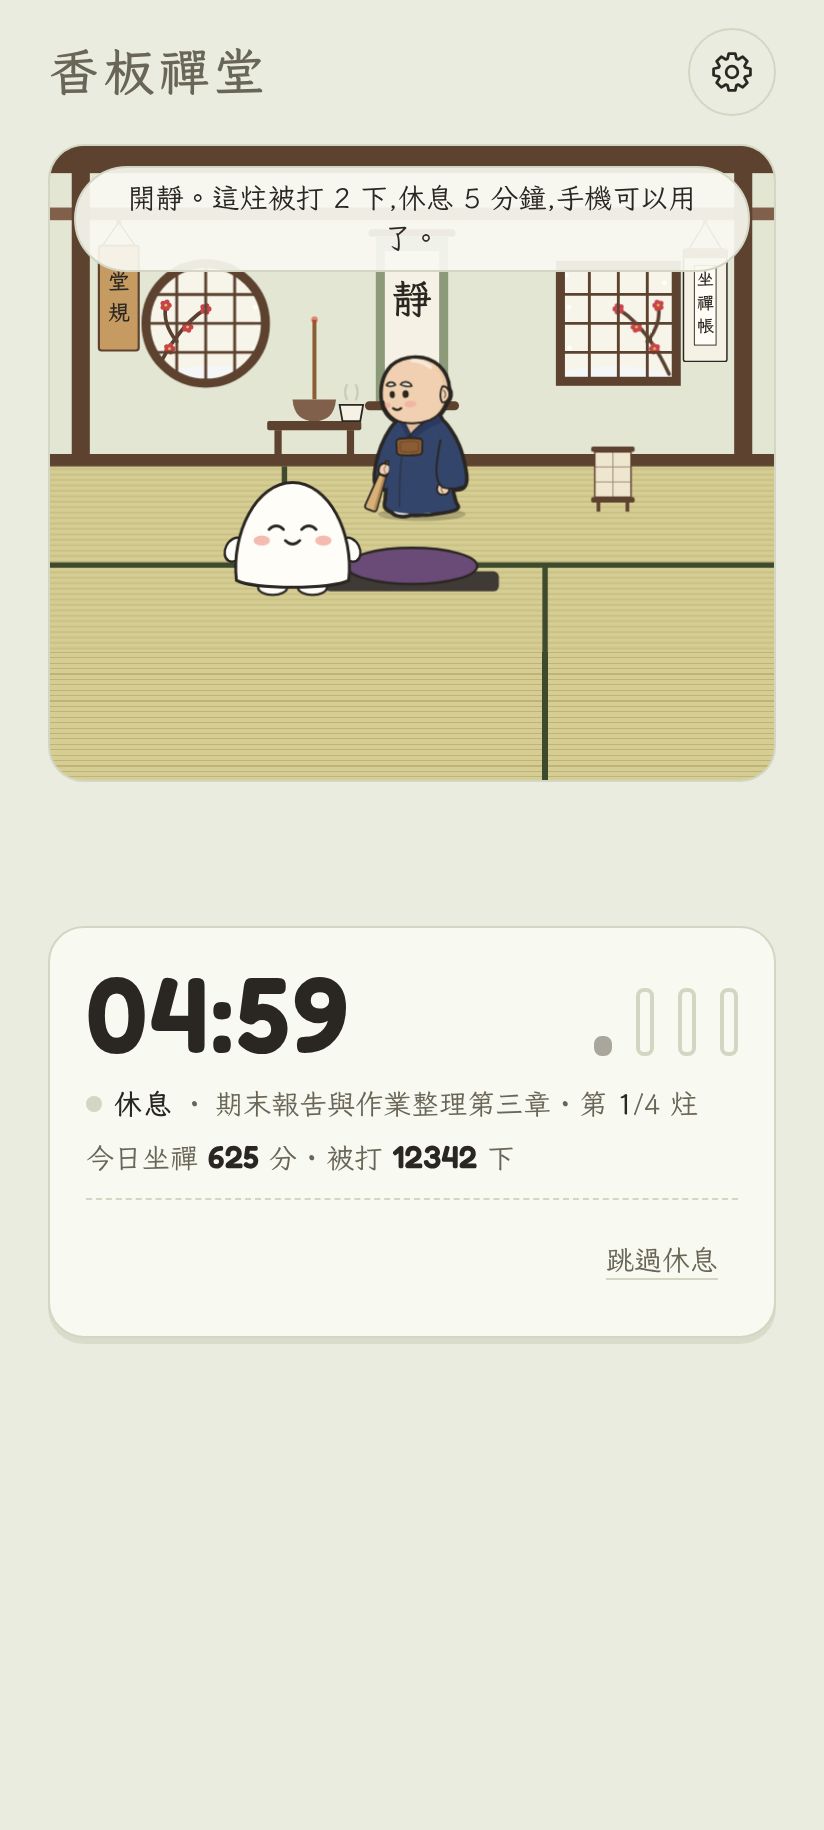 香板禪堂
開靜。這炷被打 2 下,休息 5 分鐘,手機可以用
了。
堂規
靜
坐禪帳
04:59
休息 · 期末報告與作業整理第三章 · 第 1/4 炷
今日坐禪 625 分 · 被打 12342 下
跳過休息